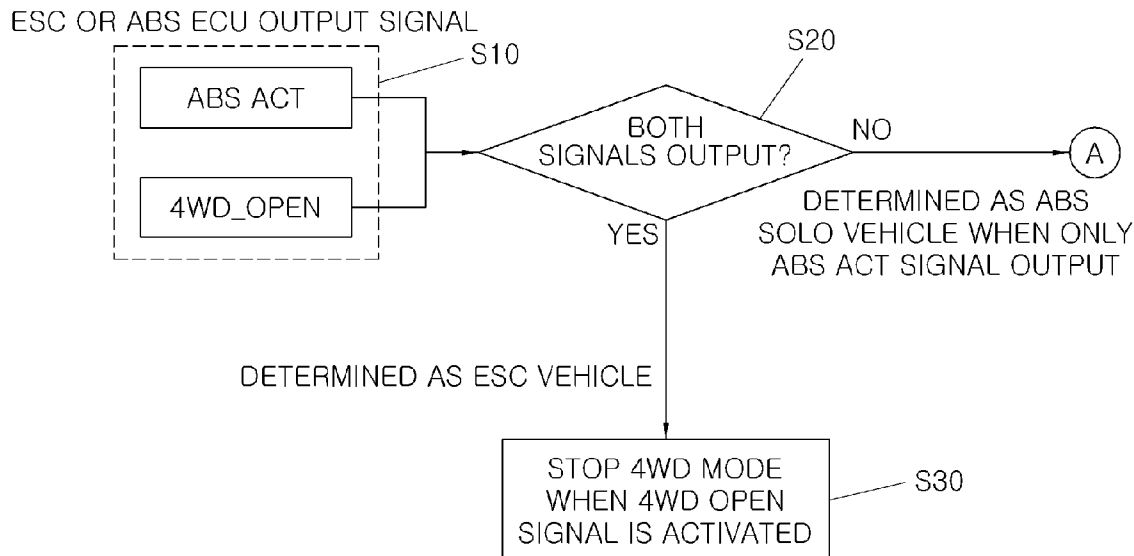 ESC OR ABS ECU OUTPUT SIGNAL
S10
ABS ACT
4WD_OPEN
S20
BOTH
SIGNALS OUTPUT?
NO
A
DETERMINED AS ABS
SOLO VEHICLE WHEN ONLY
ABS ACT SIGNAL OUTPUT
YES
DETERMINED AS ESC VEHICLE
STOP 4WD MODE
WHEN 4WD OPEN
SIGNAL IS ACTIVATED
S30